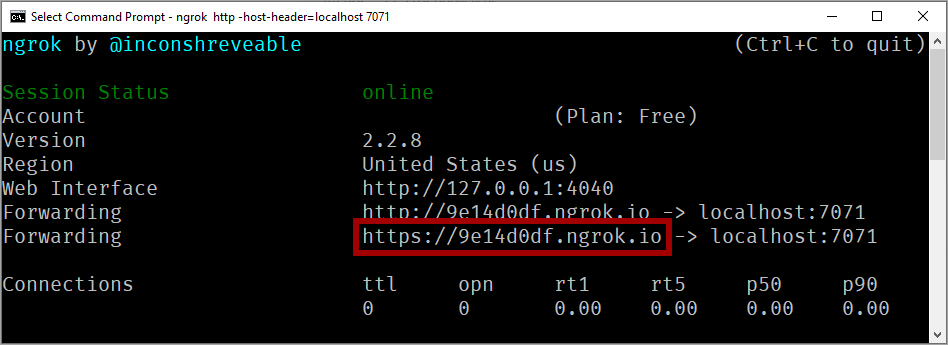 Select Command Prompt - ngrok  http -host-header=localhost 7071
ngrok by @inconshreveable (Ctrl+C to quit)
Session Status online
Account (Plan: Free)
Version 2.2.8
Region United States (us)
Web Interface http://127.0.0.1:4040
Forwarding http://9e14d0df.ngrok.io -> localhost:7071
Forwarding https://9e14d0df.ngrok.io -> localhost:7071
Connections ttl opn rt1 rt5 p50 p90
0 0 0.00 0.00 0.00 0.00